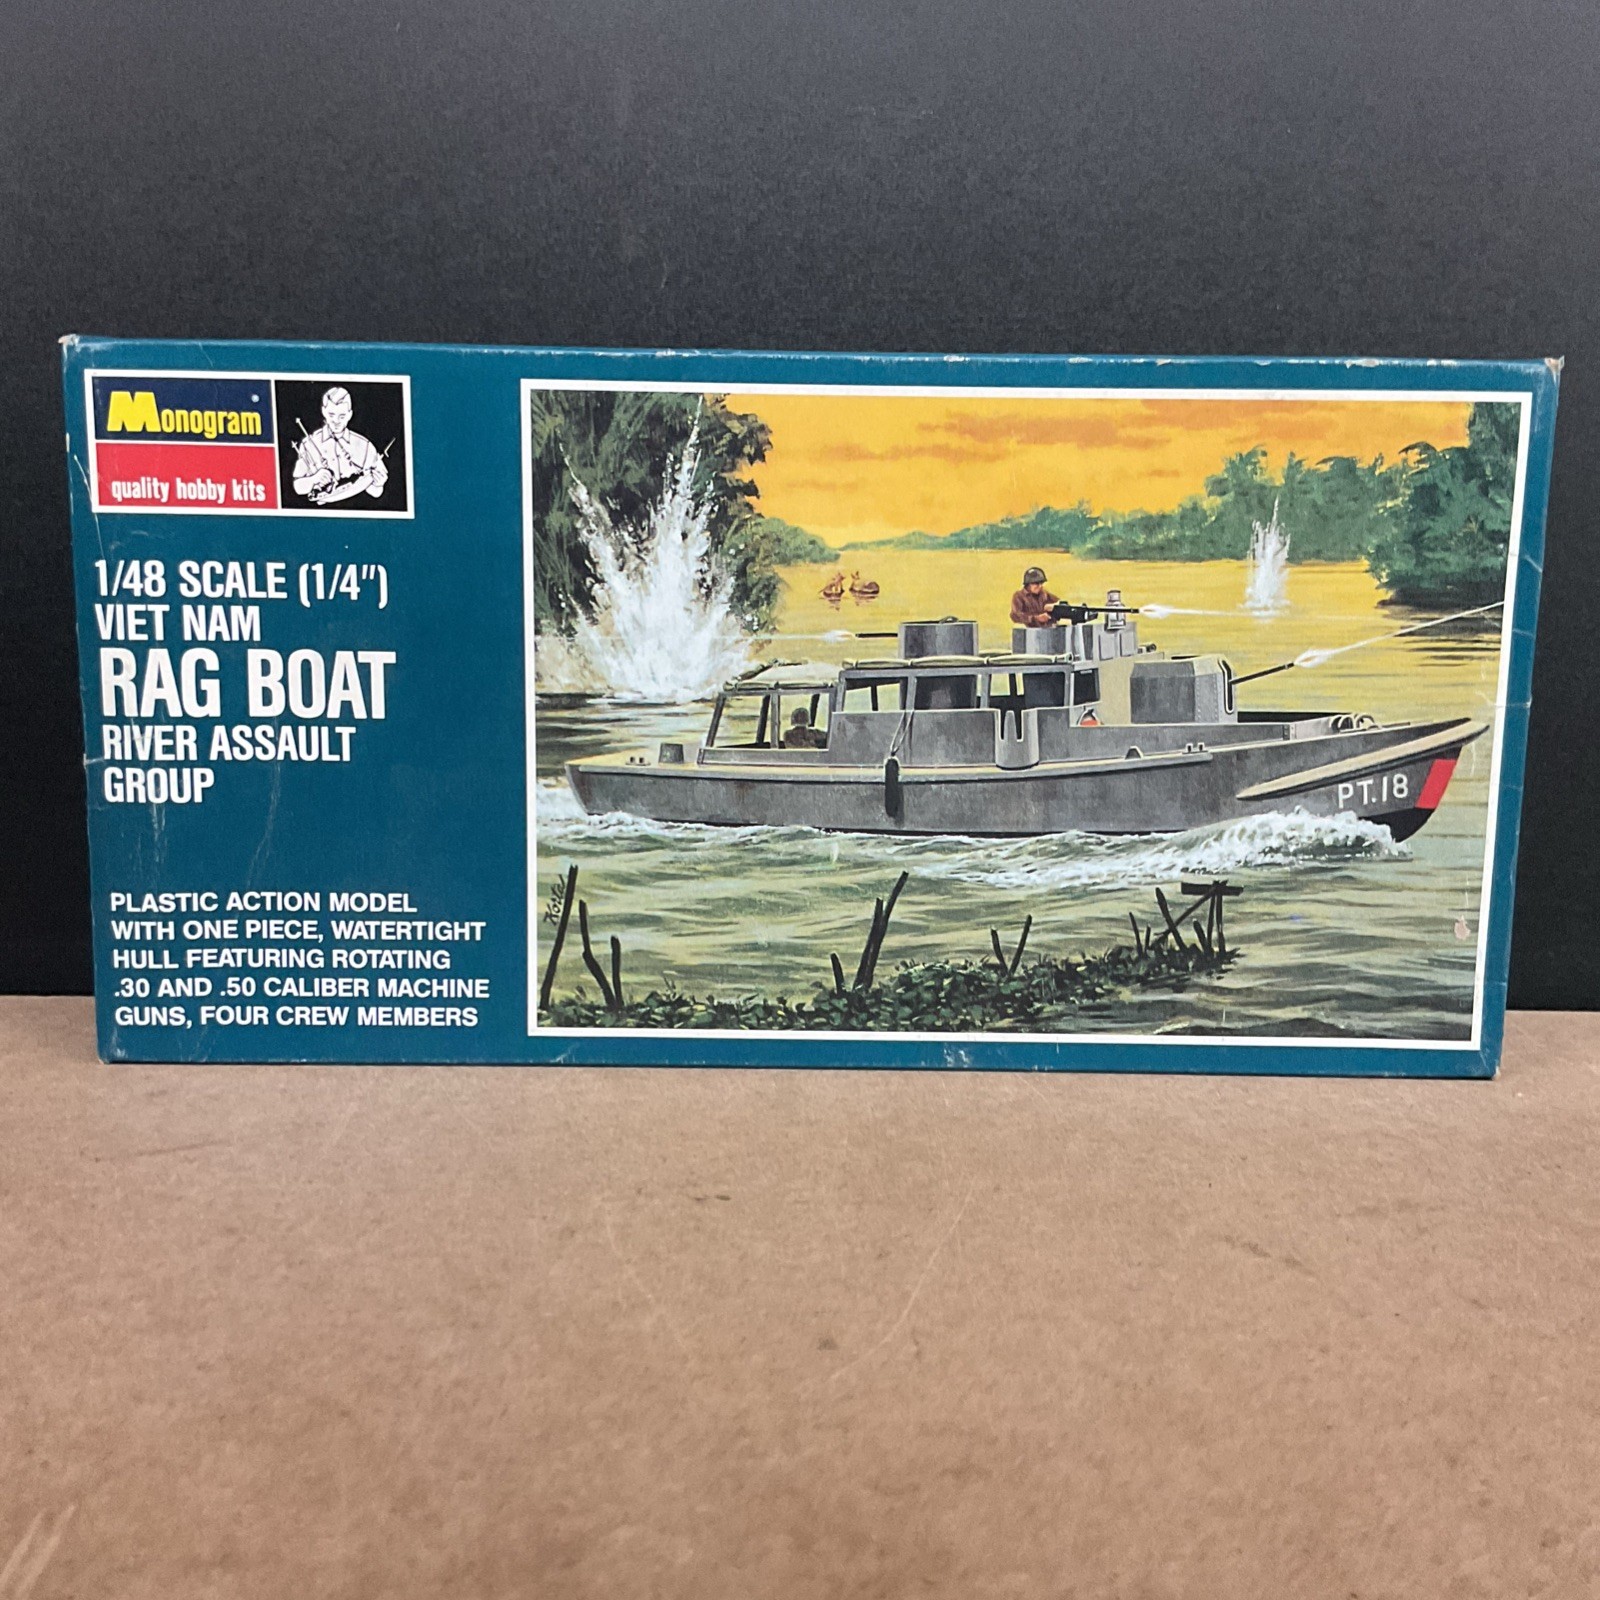 Monogram®
quality hobby kits
1/48 SCALE (1/4")
VIET NAM
RAG BOAT
RIVER ASSAULT
GROUP
PLASTIC ACTION MODEL
WITH ONE PIECE, WATERTIGHT
HULL FEATURING ROTATING
.30 AND .50 CALIBER MACHINE
GUNS, FOUR CREW MEMBERS
PT.18